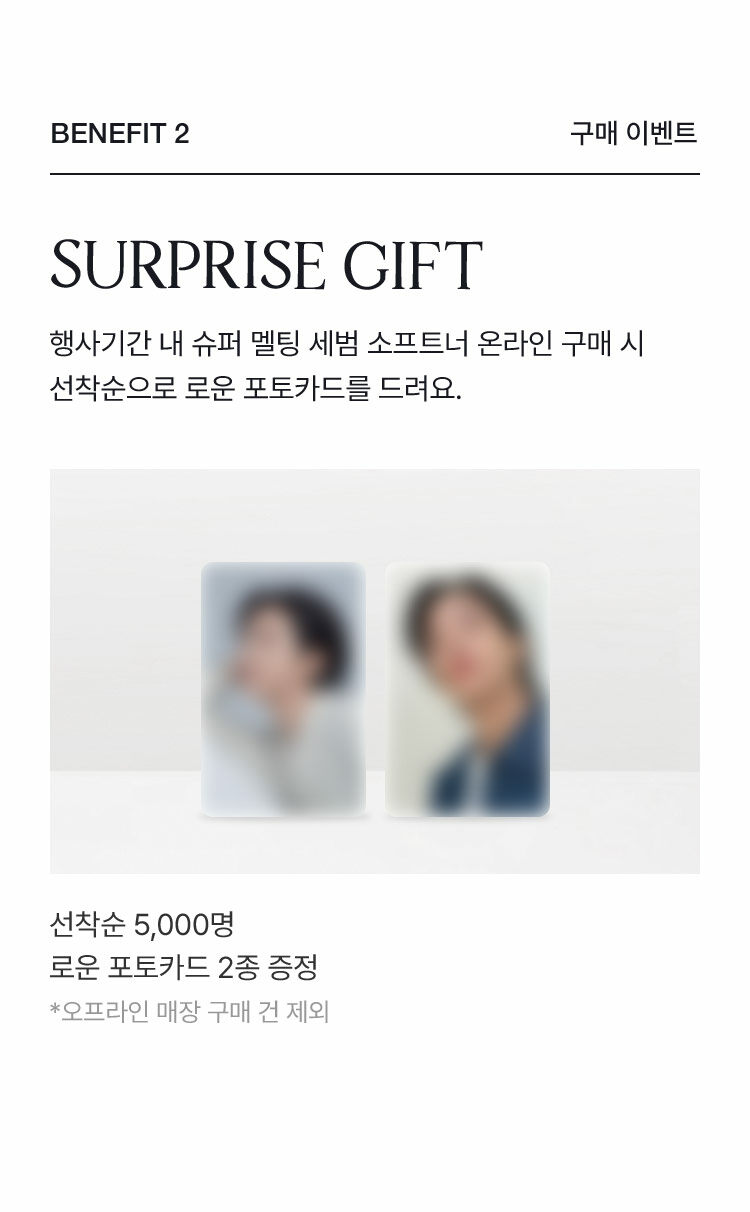 BENEFIT 2
구매 이벤트
SURPRISE GIFT
행사기간 내 슈퍼 멜팅 세범 소프트너 온라인 구매 시
선착순으로 로운 포토카드를 드려요.
선착순 5,000명
로운 포토카드 2종 증정
*오프라인 매장 구매 건 제외